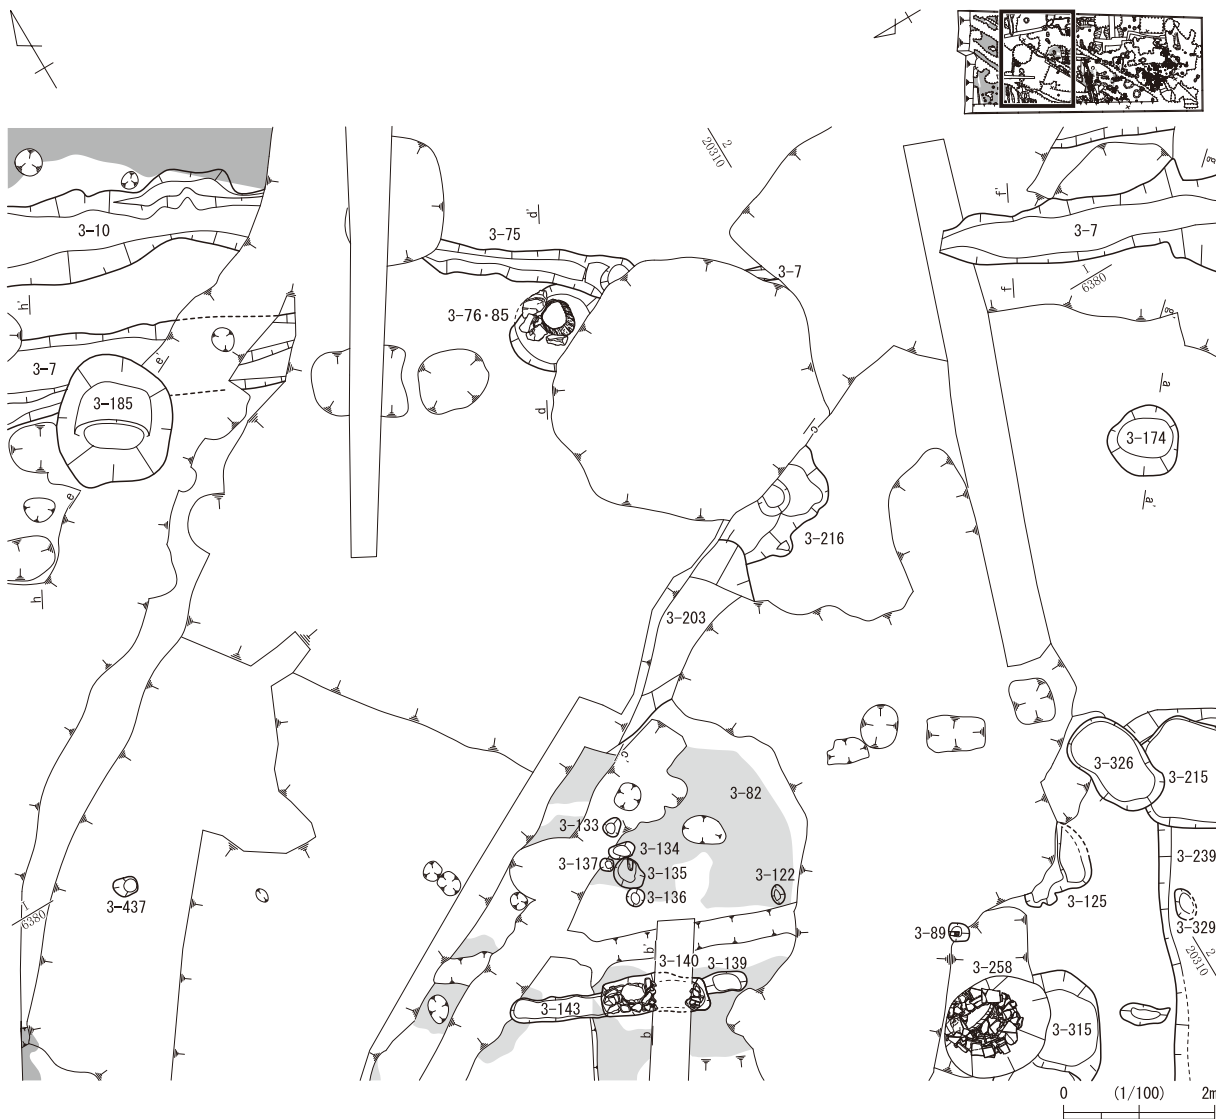 2
20310
g
f'
3-10
3-75
d'
3-7
3-7
h'
1
6380
f
g'
3-76・85
3-7
e'
3-185
d
c
a
3-174
e
a'
3-216
h
3-203
c'
3-326
3-215
3-82
3-133
3-134
3-137
3-135
3-239
3-122
3-136
3-125
3-437
1
6380
3-89
3-329
b'
3-140
3-139
2
20310
3-258
3-143
b
3-315
0 (1/100) 2m